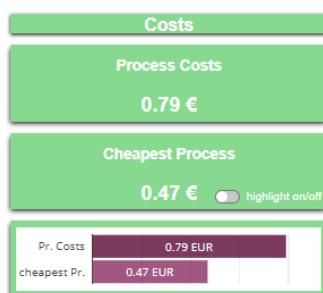 Costs
Process Costs
0.79 €
Cheapest Process
0.47 €
highlight on/off
Pr. Costs
0.79 EUR
cheapest Pr.
0.47 EUR